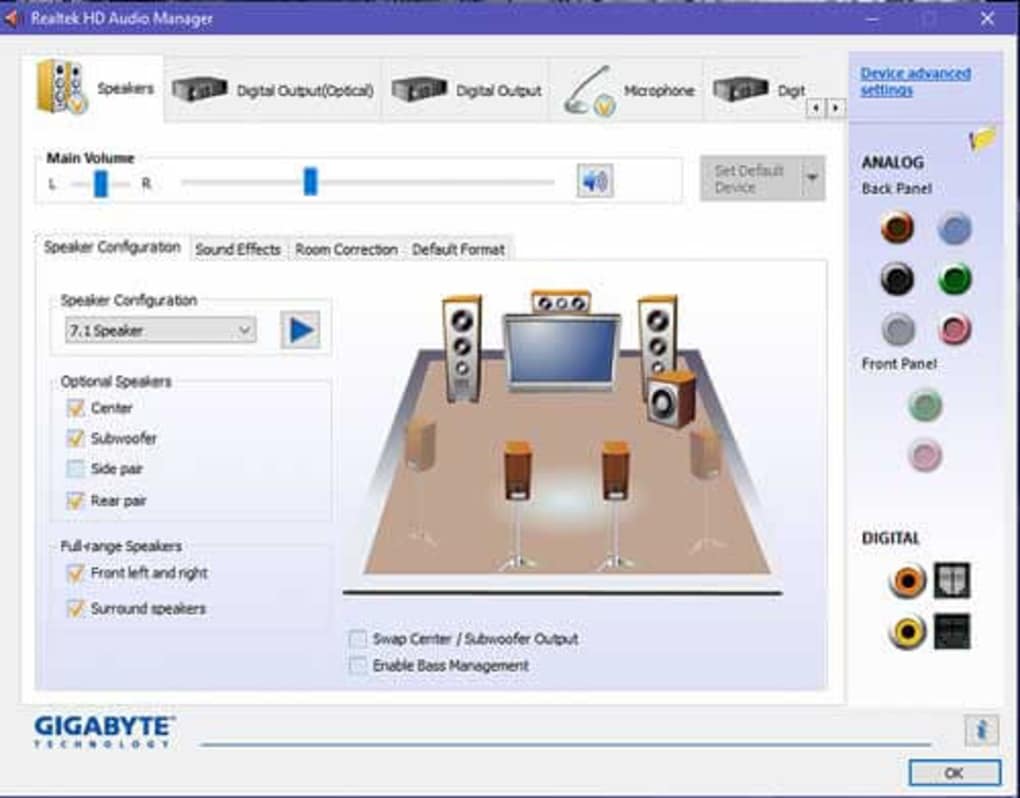 Realtek HD Audio Manager
Speakers
Digital Output(Optical)
Digital Output
Microphone
Digit
Device advanced
settings
Main Volume
L
R
Set Default
Device
ANALOG
Back Panel
Speaker Configuration
Sound Effects
Room Correction
Default Format
Speaker Configuration
7.1 Speaker
Optional Speakers
Center
Subwoofer
Side pair
Rear pair
Full-range Speakers
Front left and right
Surround speakers
Swap Center / Subwoofer Output
Enable Bass Management
Front Panel
DIGITAL
GIGABYTE
TECHNOLOGY
OK